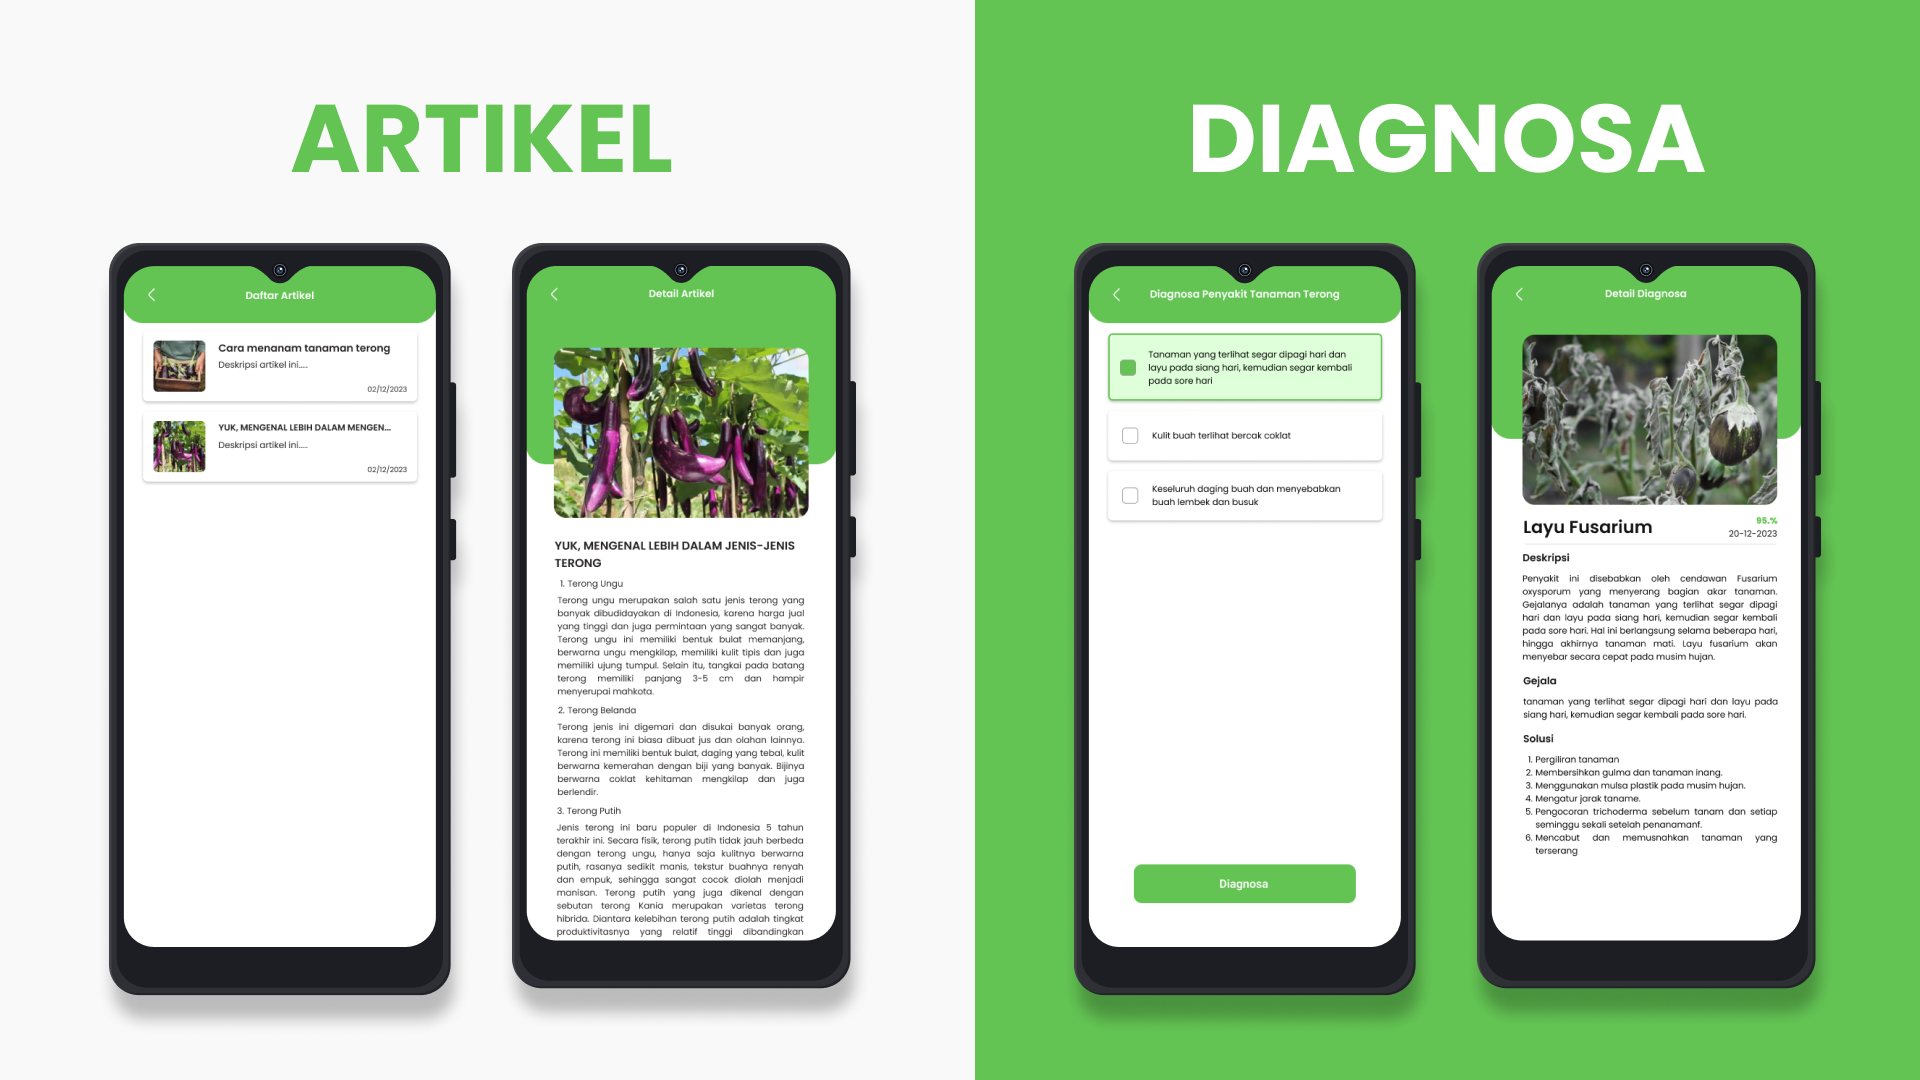 ARTIKEL
DIAGNOSA
Daftar Artikel
Cara menanam tanaman terong
Deskripsi artikel ini.....
02/12/2023
YUK, MENGENAL LEBIH DALAM MENGEN...
Deskripsi artikel ini.....
02/12/2023
Detail Artikel
YUK, MENGENAL LEBIH DALAM JENIS-JENIS
TERONG
1. Terong Ungu
Terong ungu merupakan salah satu jenis terong yang
banyak dibudidayakan di Indonesia, karena harga jual
yang tinggi dan juga permintaan yang sangat banyak.
Terong ungu ini memiliki bentuk bulat memanjang,
berwarna ungu mengkilap, memiliki kulit tipis dan juga
memiliki ujung tumpul. Selain itu, tangkai pada batang
terong memiliki panjang 3-5 cm dan hampir
menyerupai mahkota.
2. Terong Belanda
Terong jenis ini digemari dan disukai banyak orang,
karena terong ini biasa dibuat jus dan olahan lainnya.
Terong ini memiliki bentuk bulat, daging yang tebal, kulit
berwarna kemerahan dengan biji yang banyak. Bijinya
berwarna coklat kehitaman mengkilap dan juga
berlendir.
3. Terong Putih
Jenis terong ini baru populer di Indonesia 5 tahun
terakhir ini. Secara fisik, terong putih tidak jauh berbeda
dengan terong ungu, hanya saja kulitnya berwarna
putih, rasanya sedikit manis, tekstur buahnya renyah
dan empuk, sehingga sangat cocok diolah menjadi
manisan. Terong putih yang juga dikenal dengan
sebutan terong Kania merupakan varietas terong
hibrida. Diantara kelebihan terong putih adalah tingkat
produktivitasnya yang relatif tinggi dibandingkan
Diagnosa Penyakit Tanaman Terong
Tanaman yang terlihat segar dipagi hari dan
layu pada siang hari, kemudian segar kembali
pada sore hari
Kulit buah terlihat bercak coklat
Keseluruh daging buah dan menyebabkan
buah lembek dan busuk
Diagnosa
Detail Diagnosa
Layu Fusarium
95.%
20-12-2023
Deskripsi
Penyakit ini disebabkan oleh cendawan Fusarium
oxysporum yang menyerang bagian akar tanaman.
Gejalanya adalah tanaman yang terlihat segar dipagi
hari dan layu pada siang hari, kemudian segar kembali
pada sore hari. Hal ini berlangsung selama beberapa hari,
hingga akhirnya tanaman mati. Layu fusarium akan
menyebar secara cepat pada musim hujan.
Gejala
tanaman yang terlihat segar dipagi hari dan layu pada
siang hari, kemudian segar kembali pada sore hari.
Solusi
1. Pergiliran tanaman
2. Membersihkan gulma dan tanaman inang.
3. Menggunakan mulsa plastik pada musim hujan.
4. Mengatur jarak taname.
5. Pengocoran trichoderma sebelum tanam dan setiap
seminggu sekali setelah penanamanf.
6. Mencabut dan memusnahkan tanaman yang
terserang